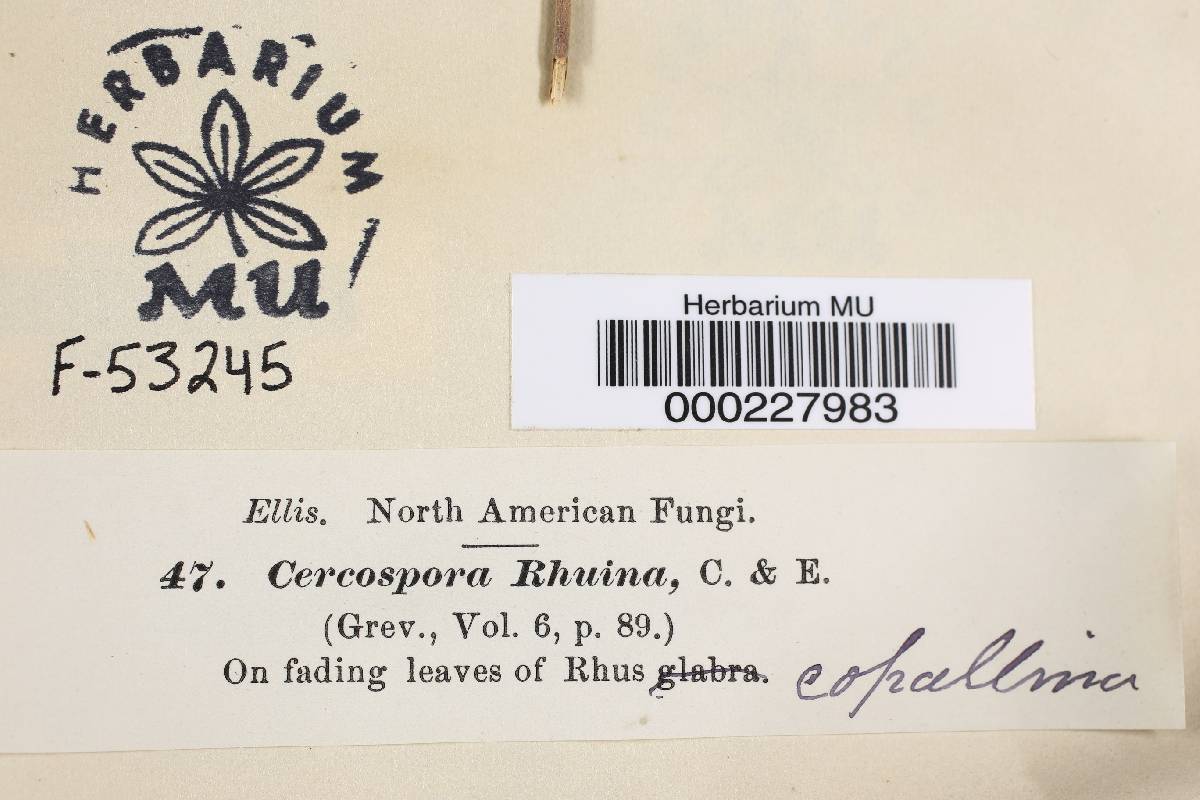 HERBARIUM
MU
F-53245
Herbarium MU
000227983
Ellis. North American Fungi.
47. Cercospora Rhuina, C. & E.
(Grev., Vol. 6, p. 89.)
On fading leaves of Rhus glabra. copallina